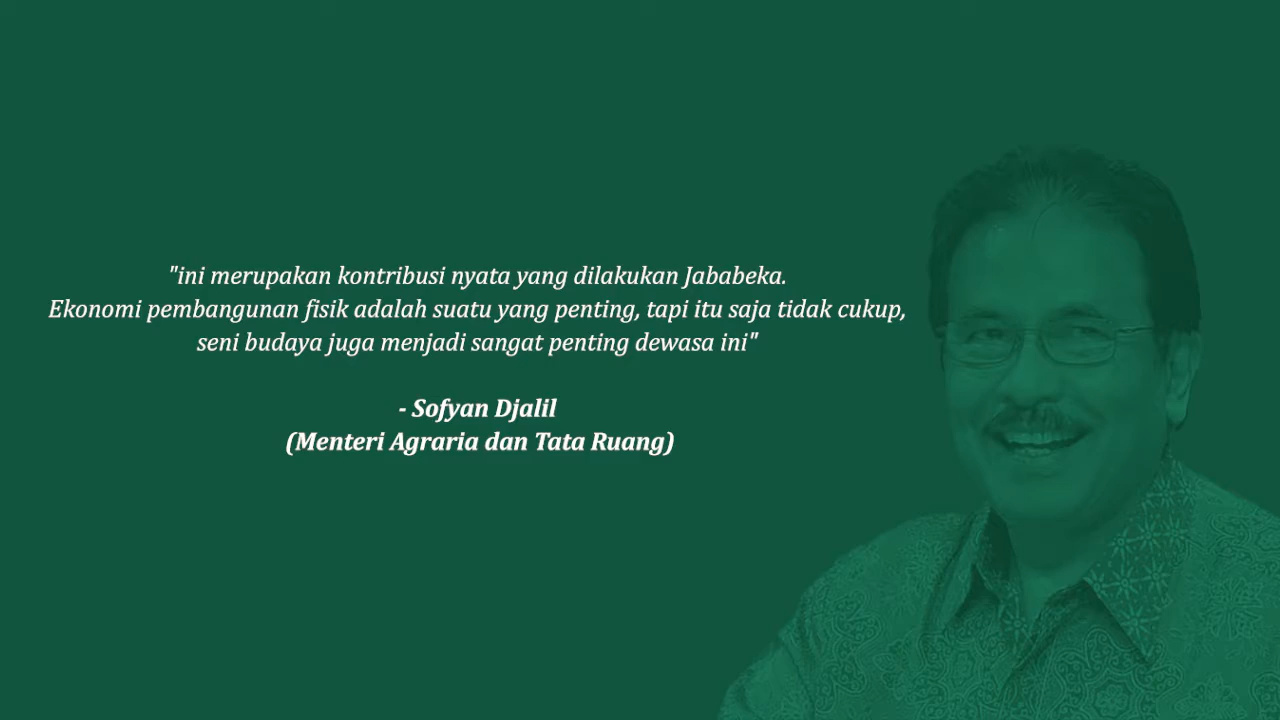 "ini merupakan kontribusi nyata yang dilakukan Jababeka.
Ekonomi pembangunan fisik adalah suatu yang penting, tapi itu saja tidak cukup,
seni budaya juga menjadi sangat penting dewasa ini"
- Sofyan Djalil
(Menteri Agraria dan Tata Ruang)